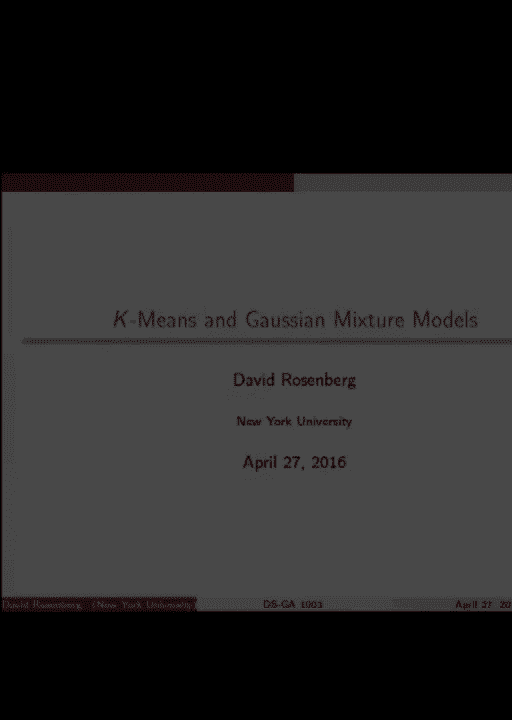 K-Means and Gaussian Mixture Models
David Rosenberg
New York University
April 27, 2016
David Rosenberg (New York University
DS-GA 1003
April 27, 20